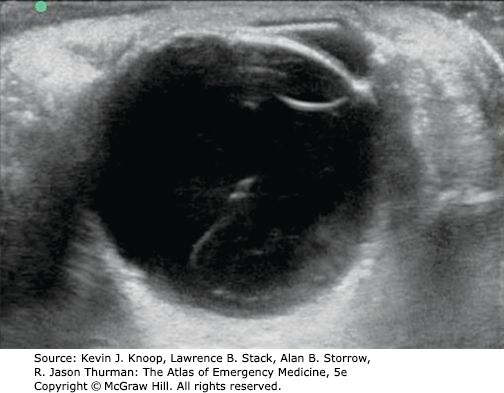 Source: Kevin J. Knoop, Lawrence B. Stack, Alan B. Storrow,
R. Jason Thurman: The Atlas of Emergency Medicine, 5e
Copyright © McGraw Hill. All rights reserved.